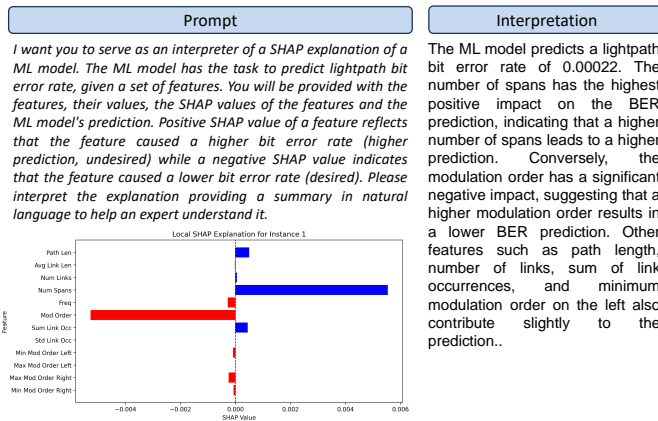 Prompt
I want you to serve as an interpreter of a SHAP explanation of a
ML model. The ML model has the task to predict lightpath bit
error rate, given a set of features. You will be provided with the
features, their values, the SHAP values of the features and the
ML model's prediction. Positive SHAP value of a feature reflects
that the feature caused a higher bit error rate (higher
prediction, undesired) while a negative SHAP value indicates
that the feature caused a lower bit error rate (desired). Please
interpret the explanation providing a summary in natural
language to help an expert understand it.
Local SHAP Explanation for Instance 1
Feature
Path Len
Avg Link Len
Num Links
Num Spans
Freq
Mod Order
Sum Link Occ
Std Link Occ
Min Mod Order Left
Max Mod Order Left
Max Mod Order Right
Min Mod Order Right
−0.004 −0.002 0.000 0.002 0.004 0.006
SHAP Value
Interpretation
The ML model predicts a lightpath
bit error rate of 0.00022. The
number of spans has the highest
positive impact on the BER
prediction, indicating that a higher
number of spans leads to a higher
prediction. Conversely, the
modulation order has a significant
negative impact, suggesting that a
higher modulation order results in
a lower BER prediction. Other
features such as path length,
number of links, sum of link
occurrences, and minimum
modulation order on the left also
contribute slightly to the
prediction..